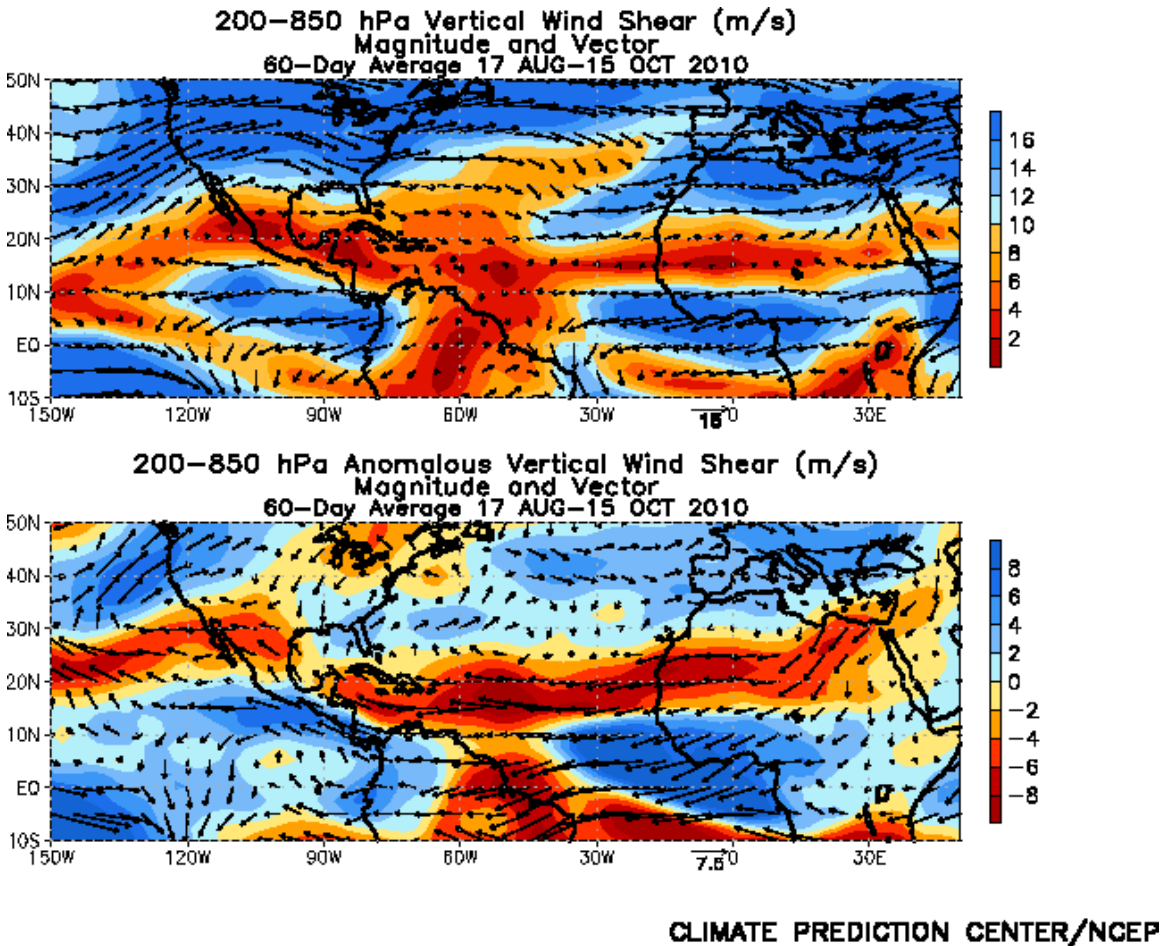 200-850 hPa Vertical Wind Shear (m/s)
Magnitude and Vector
60-Day Average 17 AUG-15 OCT 2010
50N
40N
30N
20N
10N
EQ
10S
150W 120W 90W 60W 30W 0 30E
15
16
14
12
10
8
6
4
2
200-850 hPa Anomalous Vertical Wind Shear (m/s)
Magnitude and Vector
60-Day Average 17 AUG-15 OCT 2010
50N
40N
30N
20N
10N
EQ
10S
150W 120W 90W 60W 30W 0 30E
7.5
8
6
4
2
0
-2
-4
-6
-8
CLIMATE PREDICTION CENTER/NCEP